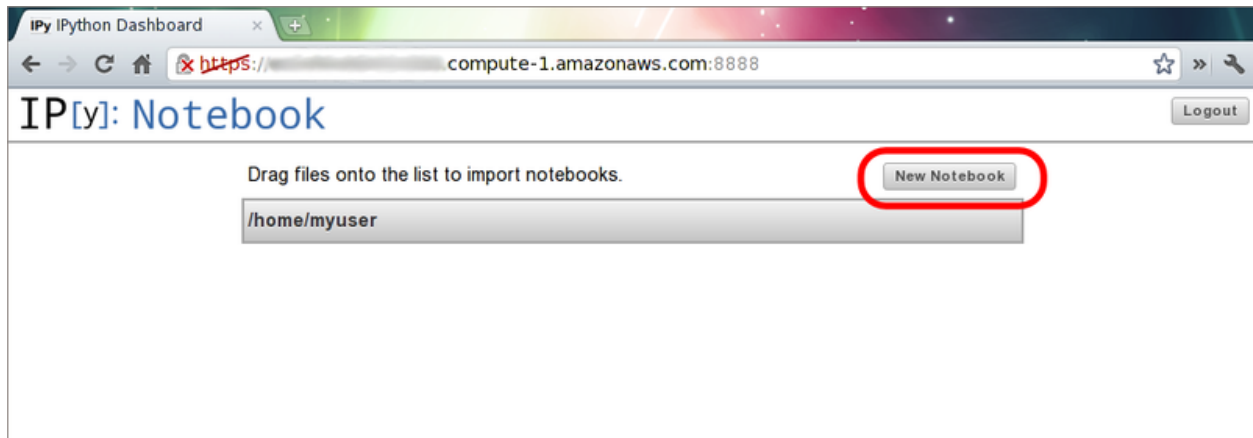 IPy IPython Dashboard
https:// .compute-1.amazonaws.com:8888
IP[y]: Notebook
Logout
Drag files onto the list to import notebooks.
New Notebook
/home/myuser